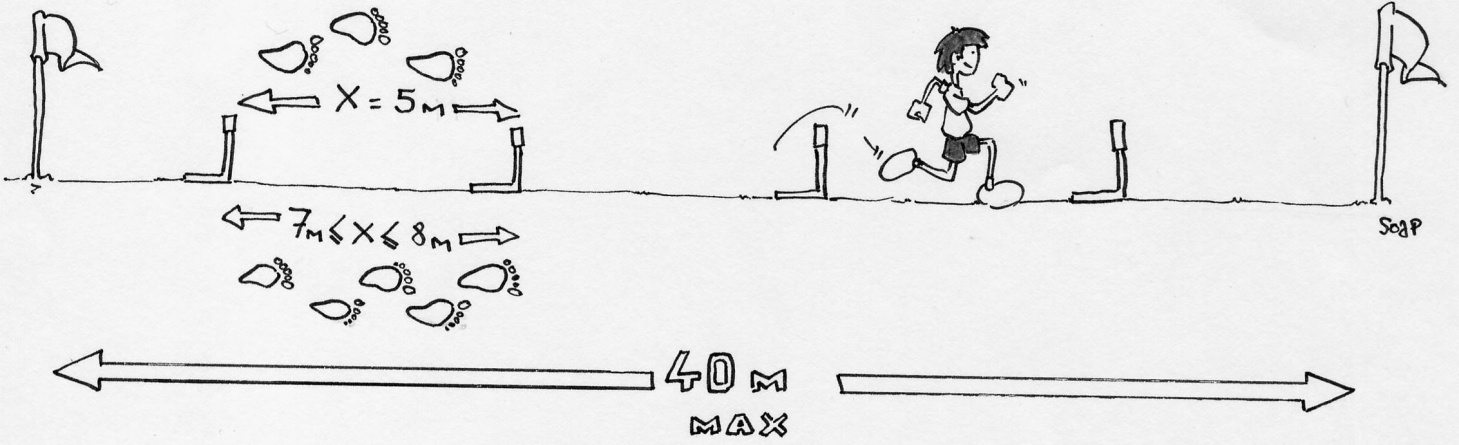 X = 5M
7M ≤ X ≤ 8M
Soap
40 M
MAX